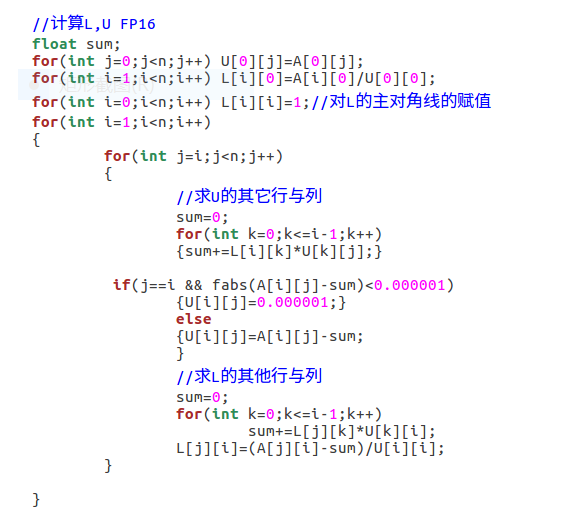 //计算L,U FP16
float sum;
for(int j=0;j<n;j++) U[0][j]=A[0][j];
for(int i=1;i<n;i++) L[i][0]=A[i][0]/U[0][0];
for(int i=0;i<n;i++) L[i][i]=1;//对L的主对角线的赋值
for(int i=1;i<n;i++)
{
for(int j=i;j<n;j++)
{
//求U的其它行与列
sum=0;
for(int k=0;k<=i-1;k++)
{sum+=L[i][k]*U[k][j];}
if(j==i && fabs(A[i][j]-sum)<0.000001)
{U[i][j]=0.000001;}
else
{U[i][j]=A[i][j]-sum;
}
//求L的其他行与列
sum=0;
for(int k=0;k<=i-1;k++)
sum+=L[j][k]*U[k][i];
L[j][i]=(A[j][i]-sum)/U[i][i];
}
}